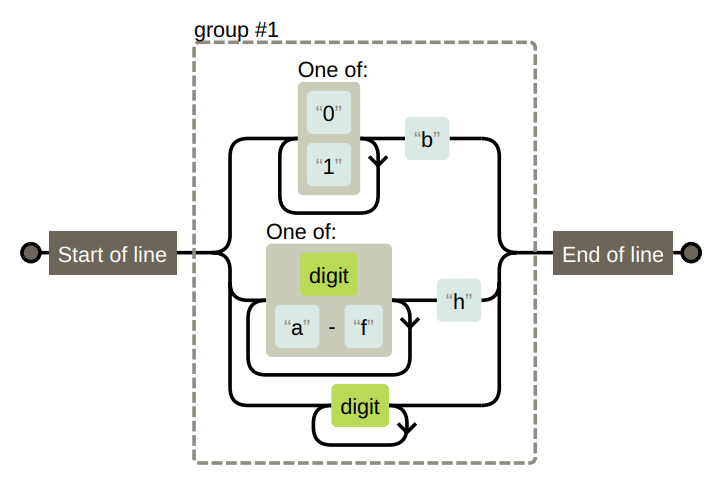 group #1
One of:
“0”
“1”
“b”
One of:
Start of line
digit
“a” - “f”
“h”
End of line
digit